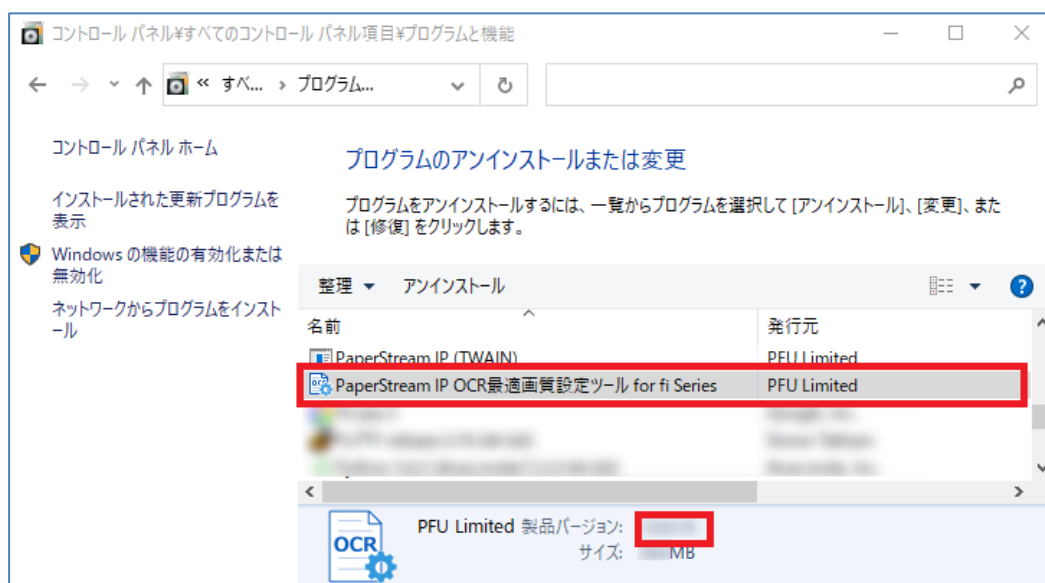 コントロール パネル¥すべてのコントロール パネル項目¥プログラムと機能
« すべ... › プログラム...
コントロール パネル ホーム
インストールされた更新プログラムを
表示
Windows の機能の有効化または
無効化
ネットワークからプログラムをインスト
ール
プログラムのアンインストールまたは変更
プログラムをアンインストールするには、一覧からプログラムを選択して [アンインストール]、[変更]、また
は [修復] をクリックします。
整理 アンインストール
名前 発行元
PaperStream IP (TWAIN) PFU Limited
PaperStream IP OCR最適画質設定ツール for fi Series PFU Limited
OCR
PFU Limited 製品バージョン:
サイズ: MB